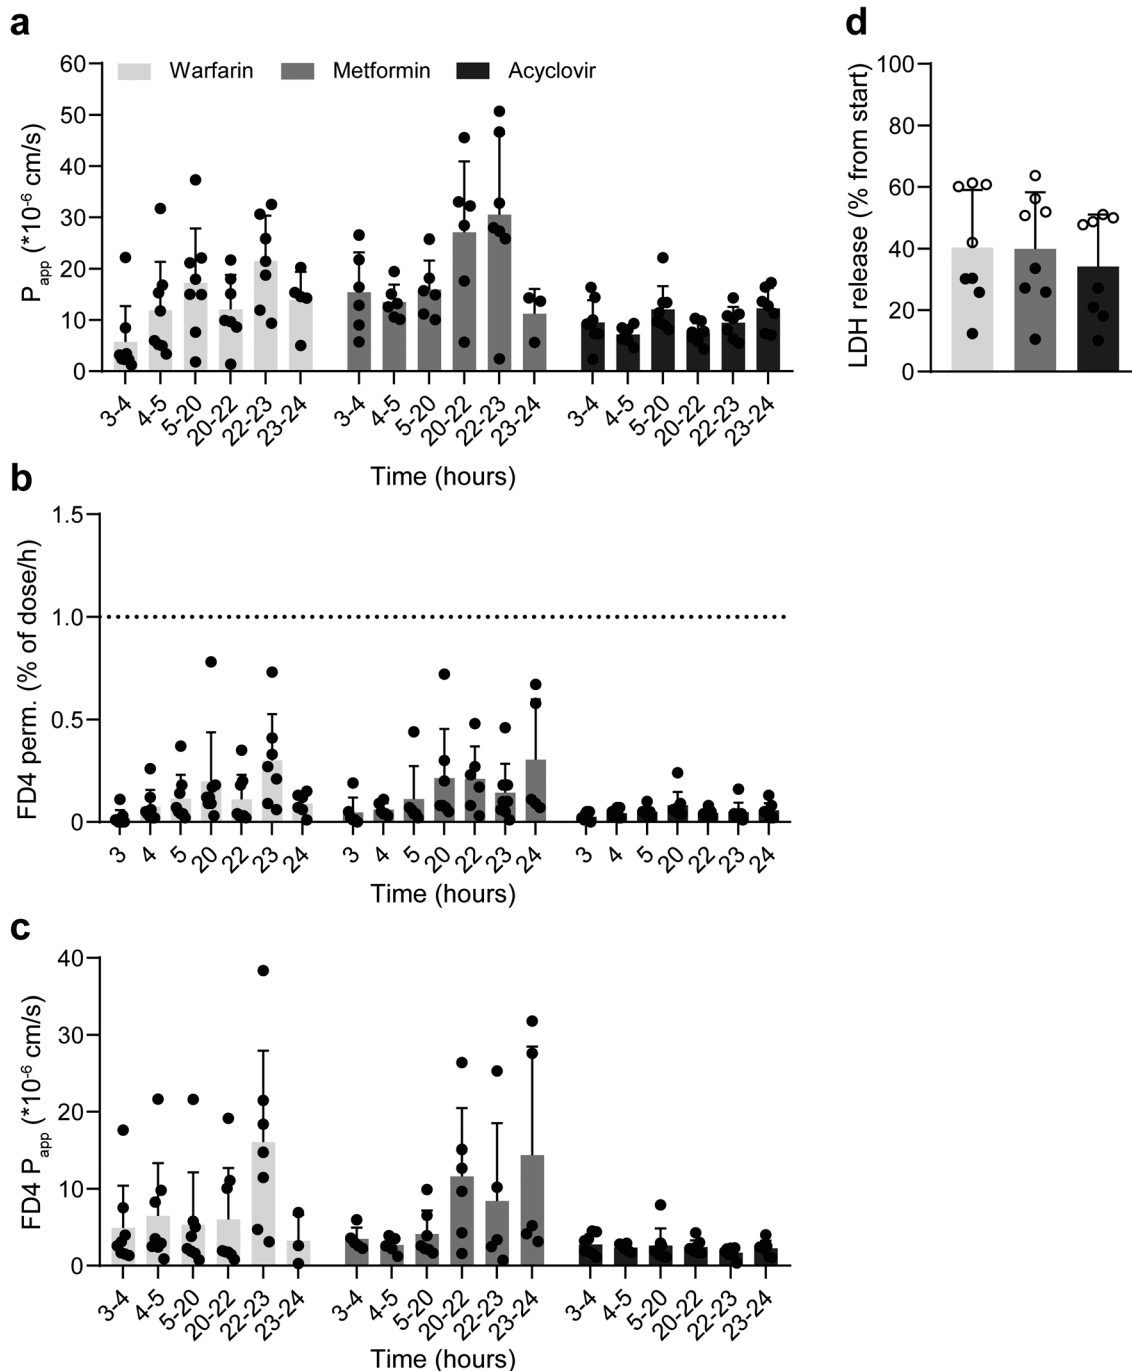 a
Warfarin Metformin Acyclovir
60
50
40
30
20
10
0
P_app (*10⁻⁶ cm/s)
3-4 4-5 5-20 20-22 22-23 23-24 3-4 4-5 5-20 20-22 22-23 23-24 3-4 4-5 5-20 20-22 22-23 23-24
Time (hours)
d
100
80
60
40
20
0
LDH release (% from start)
b
1.5
1.0
0.5
0
FD4 perm. (% of dose/h)
3 4 5 20 22 23 24 3 4 5 20 22 23 24 3 4 5 20 22 23 24
Time (hours)
c
40
30
20
10
0
FD4 P_app (*10⁻⁶ cm/s)
3-4 4-5 5-20 20-22 22-23 23-24 3-4 4-5 5-20 20-22 22-23 23-24 3-4 4-5 5-20 20-22 22-23 23-24
Time (hours)